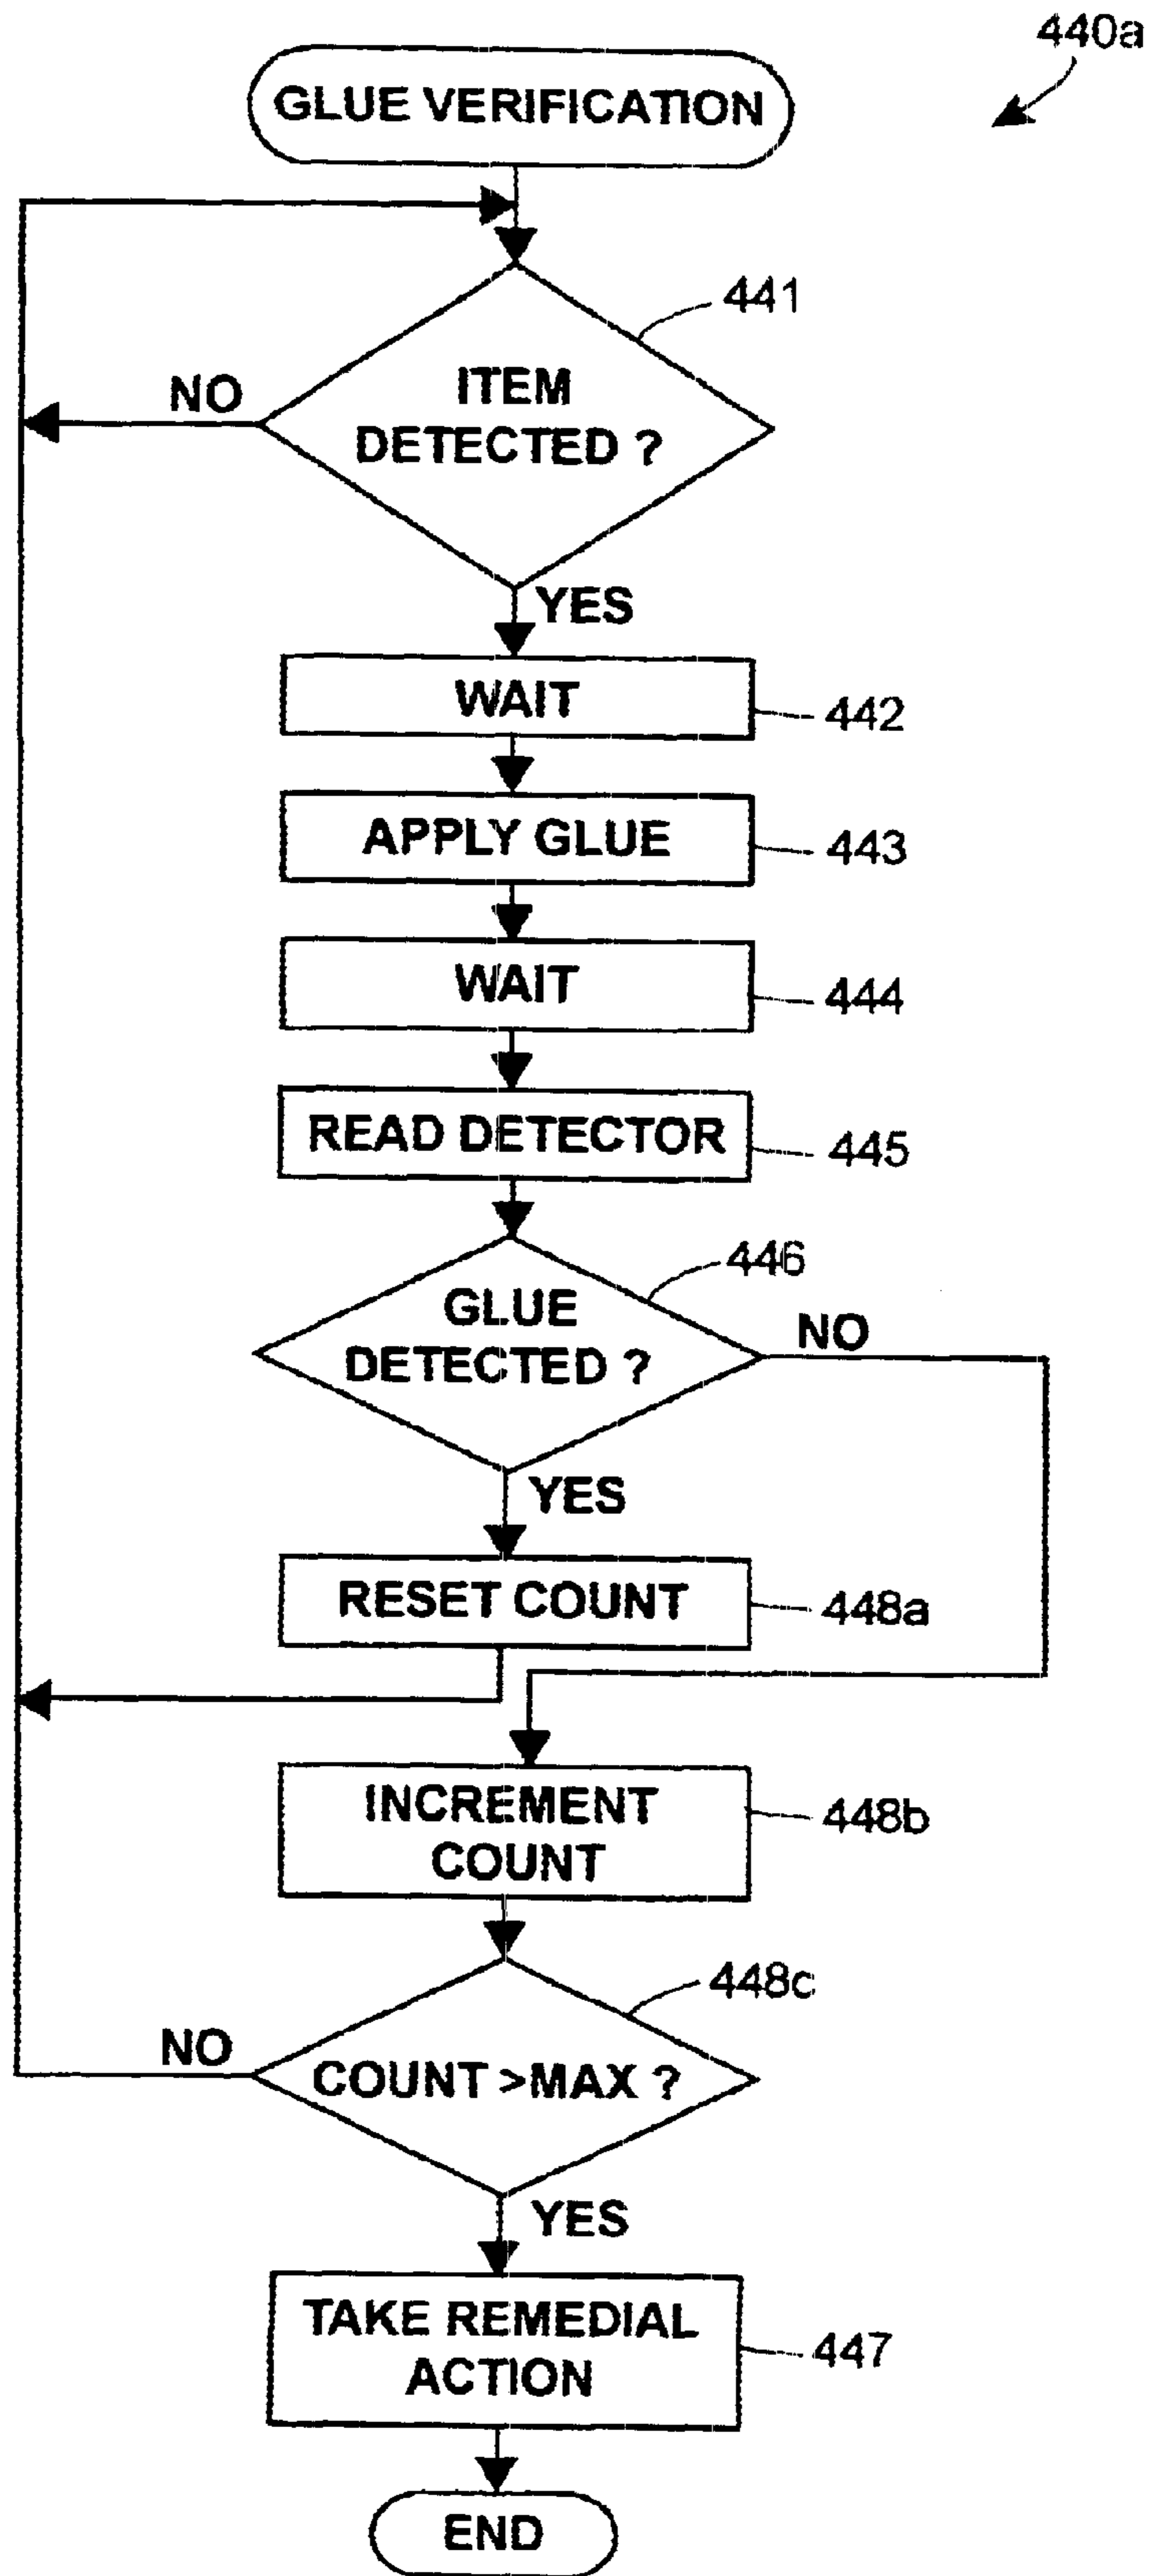 440a
GLUE VERIFICATION
441
ITEM
DETECTED ?
NO
YES
WAIT
442
APPLY GLUE
443
WAIT
444
READ DETECTOR
445
446
GLUE
DETECTED ?
NO
YES
RESET COUNT
448a
INCREMENT
COUNT
448b
448c
COUNT >MAX ?
NO
YES
TAKE REMEDIAL
ACTION
447
END